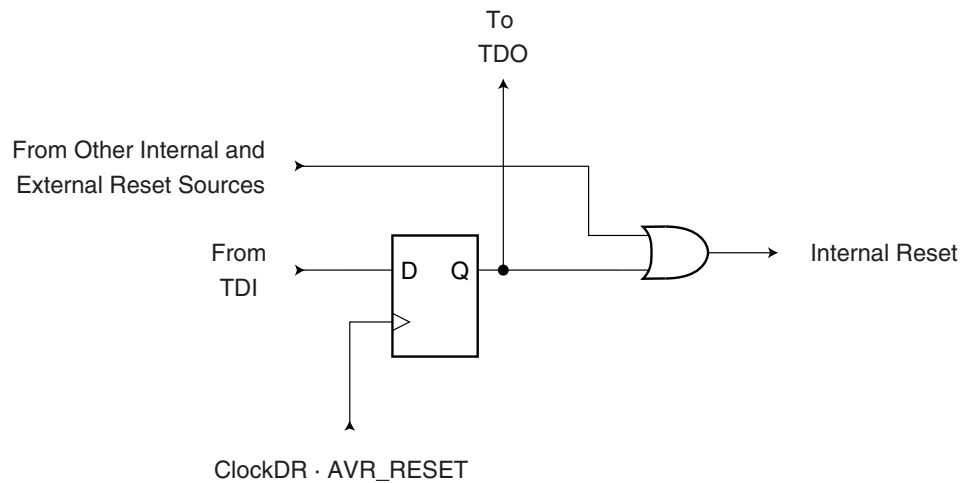 To
TDO
From Other Internal and
External Reset Sources
From
TDI
D
Q
Internal Reset
ClockDR · AVR_RESET